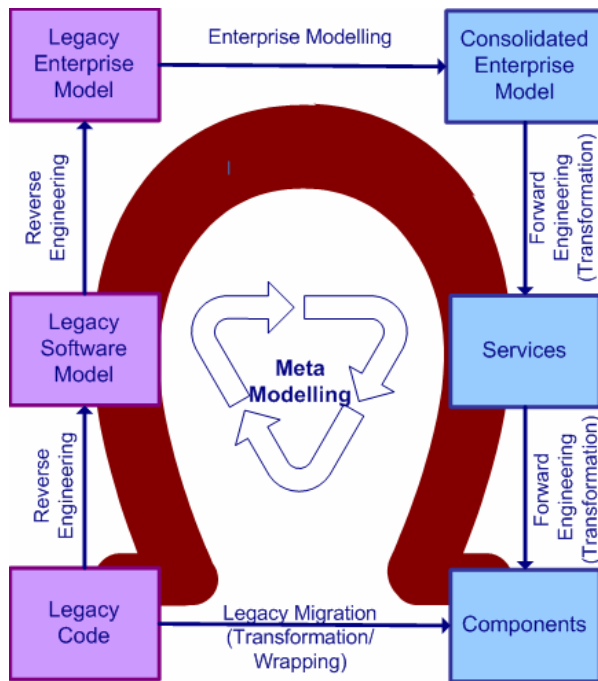 Legacy
Enterprise
Model
Enterprise Modelling
Consolidated
Enterprise
Model
Reverse
Engineering
Forward
Engineering
(Transformation)
Legacy
Software
Model
Meta
Modelling
Services
Reverse
Engineering
Forward
Engineering
(Transformation)
Legacy
Code
Legacy Migration
(Transformation/
Wrapping)
Components